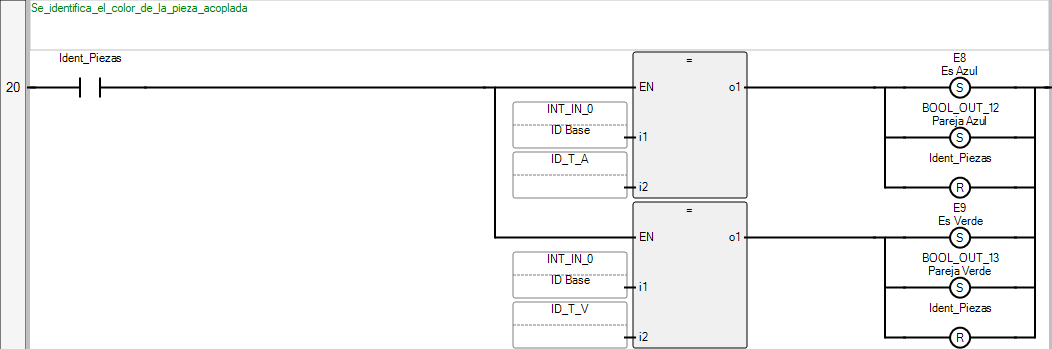 Se_identifica_el_color_de_la_pieza_acoplada
20
Ident_Piezas
=
EN
o1
INT_IN_0
ID Base
i1
ID_T_A
i2
E8
Es Azul
S
BOOL_OUT_12
Pareja Azul
S
Ident_Piezas
R
=
EN
o1
INT_IN_0
ID Base
i1
ID_T_V
i2
E9
Es Verde
S
BOOL_OUT_13
Pareja Verde
S
Ident_Piezas
R